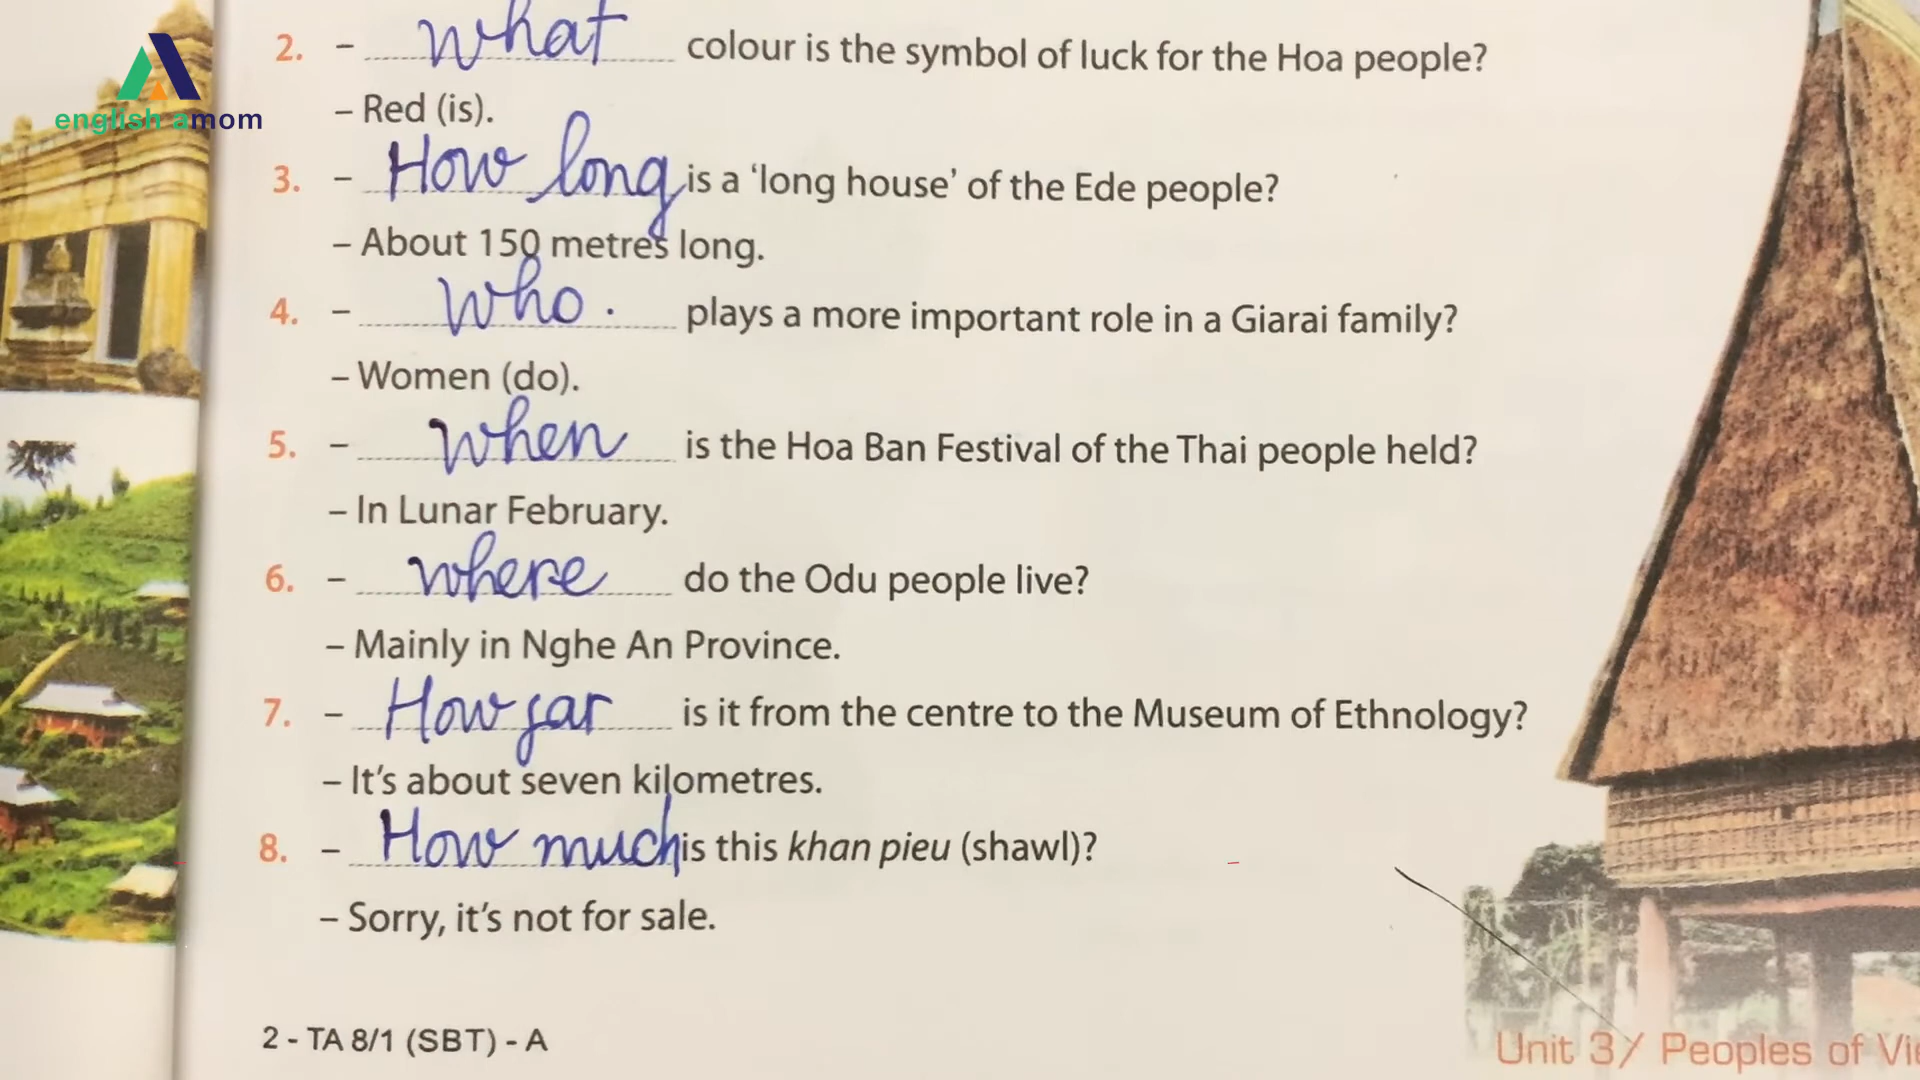 2. – What colour is the symbol of luck for the Hoa people?
– Red (is).
english amom
3. – How long is a ‘long house’ of the Ede people?
– About 150 metres long.
4. – Who. plays a more important role in a Giarai family?
– Women (do).
5. – When is the Hoa Ban Festival of the Thai people held?
– In Lunar February.
6. – where do the Odu people live?
– Mainly in Nghe An Province.
7. – How far is it from the centre to the Museum of Ethnology?
– It’s about seven kilometres.
8. – How much is this khan pieu (shawl)?
– Sorry, it’s not for sale.
2 - TA 8/1 (SBT) - A
Unit 3/ Peoples of